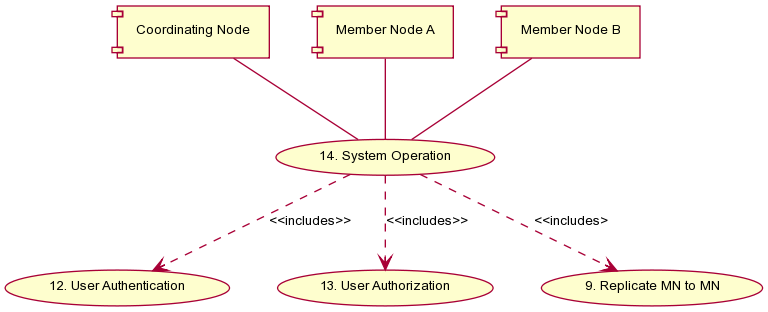 Coordinating Node
Member Node A
Member Node B
14. System Operation
<<includes>>
<<includes>>
<<includes>
12. User Authentication
13. User Authorization
9. Replicate MN to MN